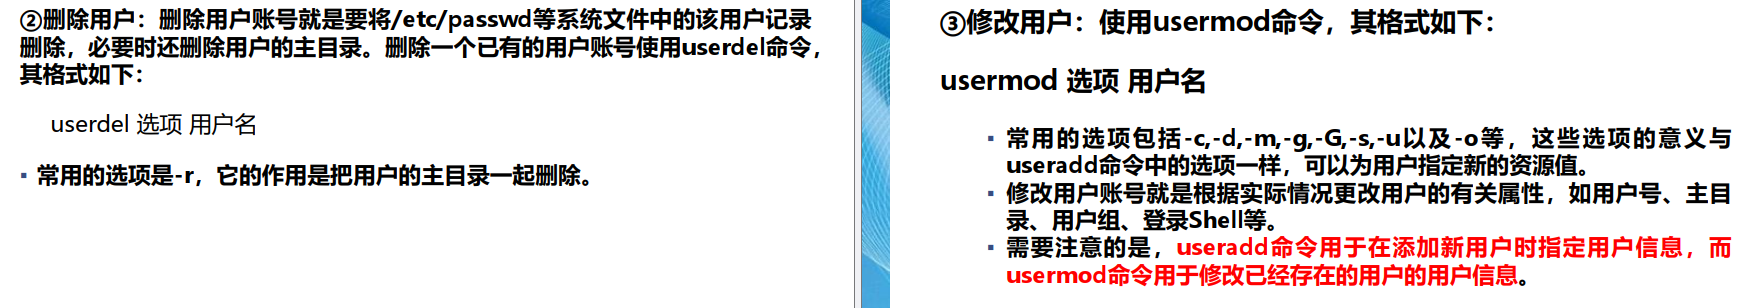 ②删除用户：删除用户账号就是要将/etc/passwd等系统文件中的该用户记录
删除，必要时还删除用户的主目录。删除一个已有的用户账号使用userdel命令，
其格式如下：
userdel 选项 用户名
▪ 常用的选项是-r，它的作用是把用户的主目录一起删除。
③修改用户：使用usermod命令，其格式如下：
usermod 选项 用户名
▪ 常用的选项包括-c,-d,-m,-g,-G,-s,-u以及-o等，这些选项的意义与
useradd命令中的选项一样，可以为用户指定新的资源值。
▪ 修改用户账号就是根据实际情况更改用户的有关属性，如用户号、主目
录、用户组、登录Shell等。
▪ 需要注意的是，useradd命令用于在添加新用户时指定用户信息，而
usermod命令用于修改已经存在的用户的用户信息。